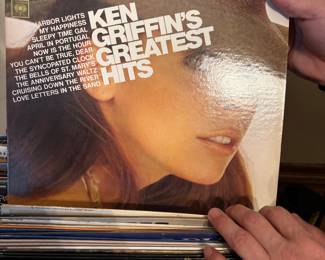 HARBOR LIGHTS
MY HAPPINESS
SLEEPY TIME GAL
APRIL IN PORTUGAL
NOW IS THE HOUR
YOU CAN'T BE TRUE, DEAR
THE SYNCOPATED CLOCK
THE BELLS OF ST. MARY'S
THE ANNIVERSARY WALTZ
CRUISING DOWN THE RIVER
LOVE LETTERS IN THE SAND
KEN
GRIFFIN'S
GREATEST
HITS